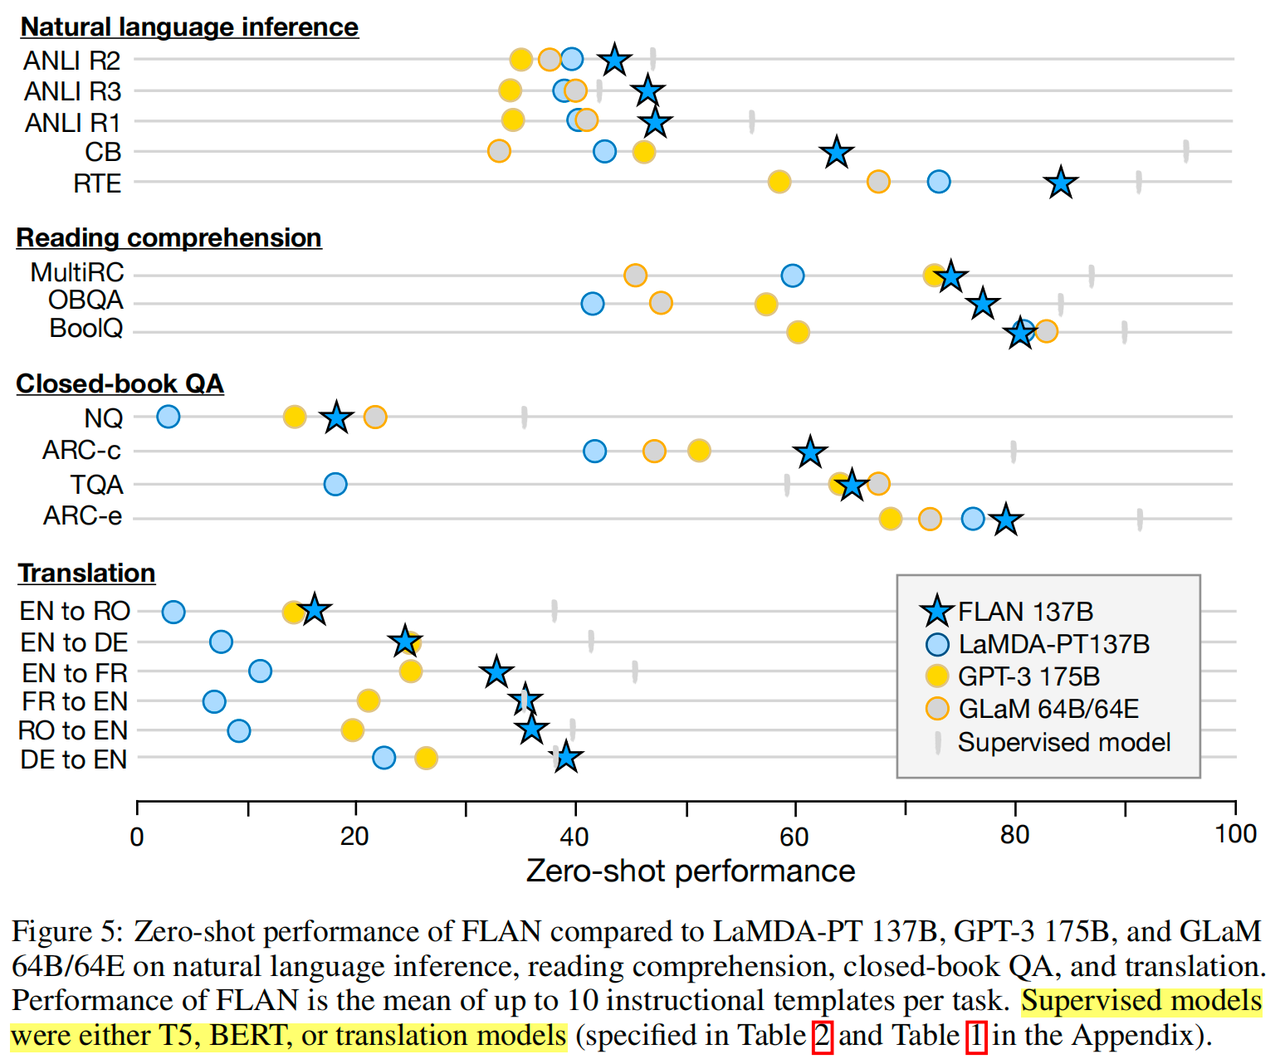 Natural language inference
ANLI R2
ANLI R3
ANLI R1
CB
RTE
Reading comprehension
MultiRC
OBQA
BoolQ
Closed-book QA
NQ
ARC-c
TQA
ARC-e
Translation
EN to RO
EN to DE
EN to FR
FR to EN
RO to EN
DE to EN
FLAN 137B
LaMDA-PT137B
GPT-3 175B
GLaM 64B/64E
Supervised model
0 20 40 60 80 100
Zero-shot performance
Figure 5: Zero-shot performance of FLAN compared to LaMDA-PT 137B, GPT-3 175B, and GLaM
64B/64E on natural language inference, reading comprehension, closed-book QA, and translation.
Performance of FLAN is the mean of up to 10 instructional templates per task. Supervised models
were either T5, BERT, or translation models (specified in Table 2 and Table 1 in the Appendix).